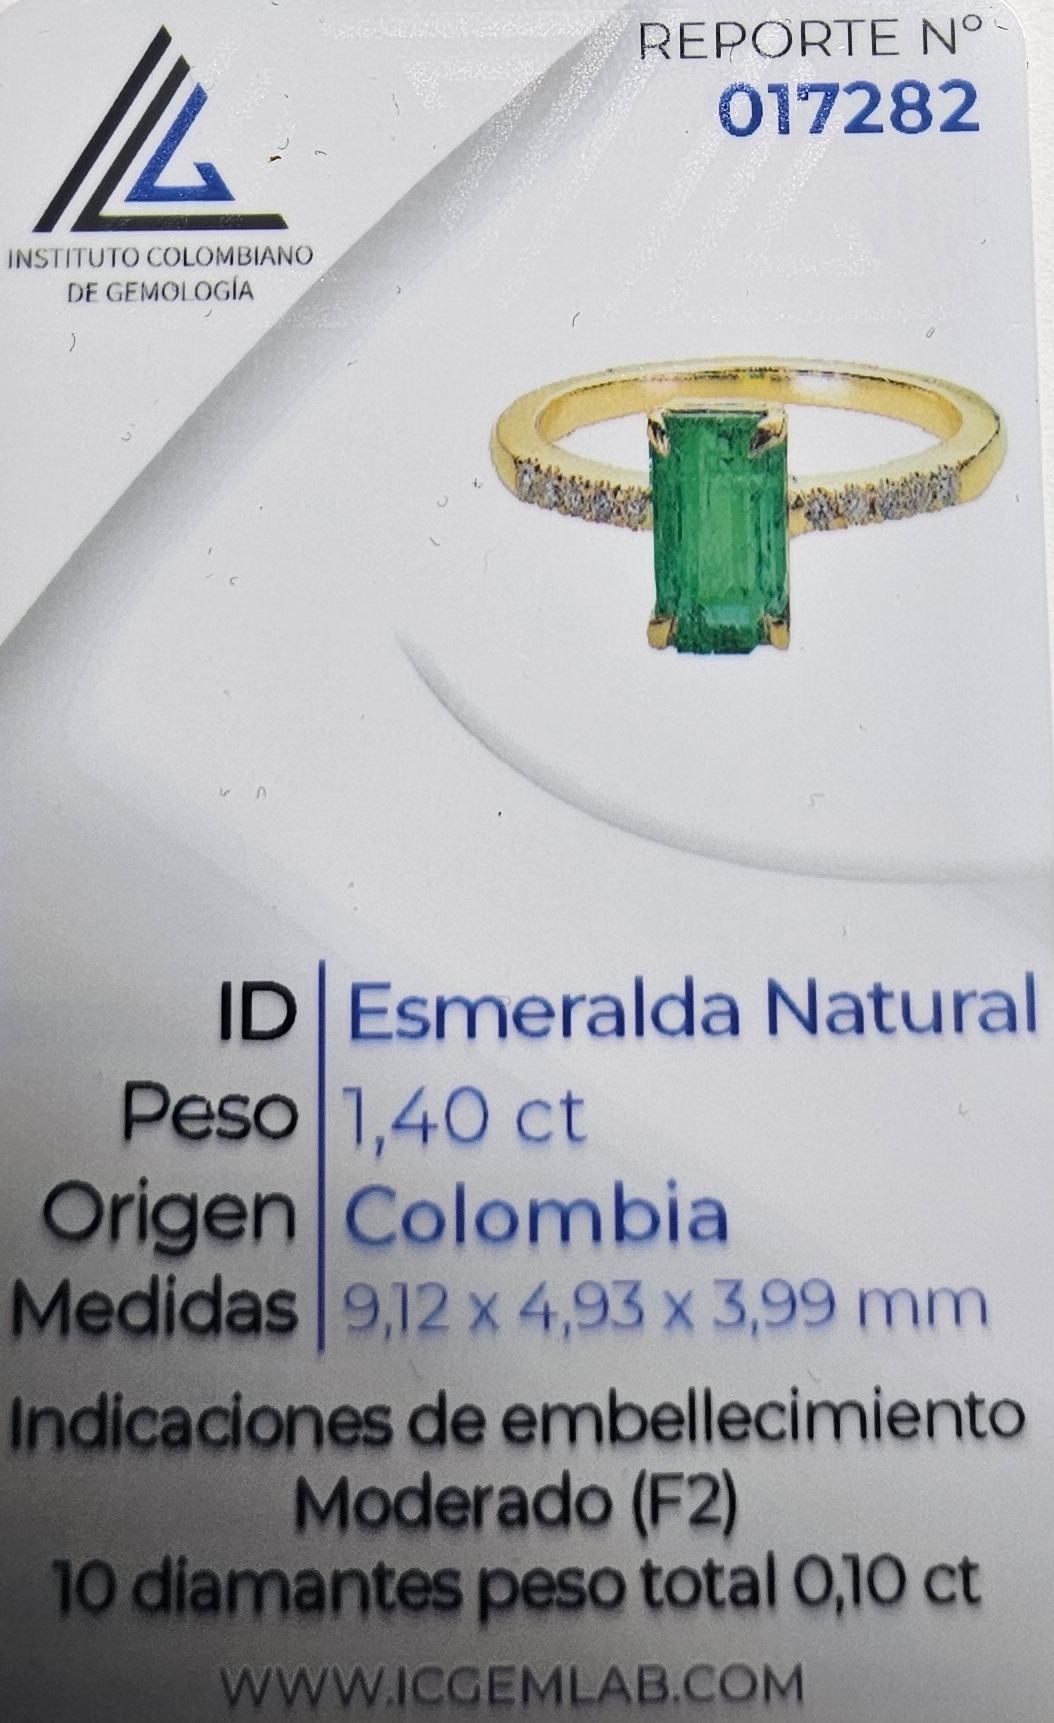 INSTITUTO COLOMBIANO
DE GEMOLOGÍA
REPORTE N°
017282
ID Esmeralda Natural
Peso 1,40 ct
Origen Colombia
Medidas 9,12 x 4,93 x 3,99 mm
Indicaciones de embellecimiento
Moderado (F2)
10 diamantes peso total 0,10 ct
WWW.ICGEMLAB.COM